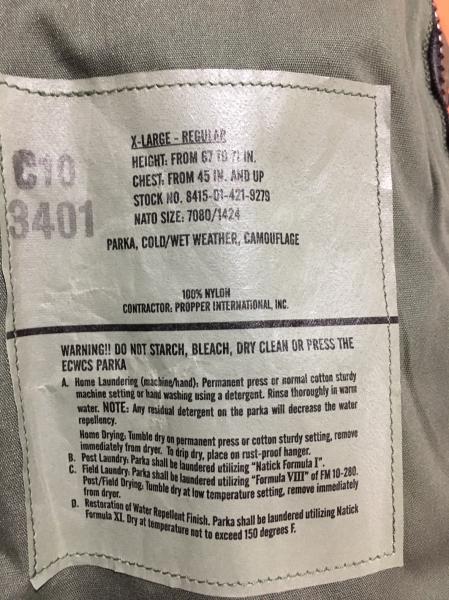 C10
3401
X-LARGE - REGULAR
HEIGHT: FROM 67 TO 71 IN.
CHEST: FROM 45 IN. AND UP
STOCK NO. 8415-01-421-9279
NATO SIZE: 7080/1424
PARKA, COLD/WET WEATHER, CAMOUFLAGE
100% NYLON
CONTRACTOR: PROPPER INTERNATIONAL, INC.
WARNING!! DO NOT STARCH, BLEACH, DRY CLEAN OR PRESS THE
ECWCS PARKA
A. Home Laundering (machine/hand): Permanent press or normal cotton sturdy
machine setting or hand washing using a detergent. Rinse thoroughly in warm
water. NOTE: Any residual detergent on the parka will decrease the water
repellency.
Home Drying: Tumble dry on permanent press or cotton sturdy setting, remove
immediately from dryer. To drip dry, place on rust-proof hanger.
B. Post Laundry: Parka shall be laundered utilizing "Natick Formula I".
C. Field Laundry: Parka shall be laundered utilizing "Formula VIII" of FM 10-280.
Post/Field Drying: Tumble dry at low temperature setting, remove immediately
from dryer.
D. Restoration of Water Repellent Finish. Parka shall be laundered utilizing Natick
Formula XI. Dry at temperature not to exceed 150 degrees F.